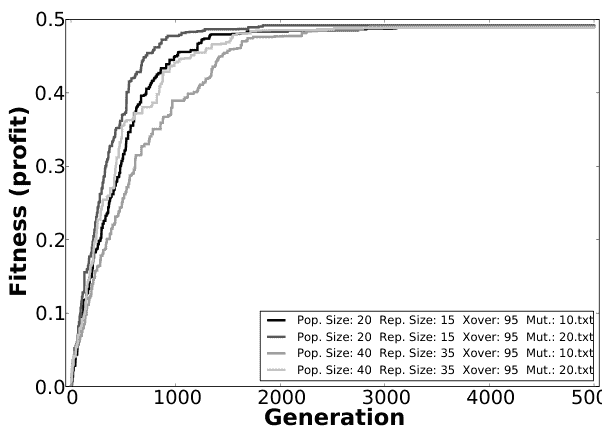 0.5
0.4
0.3
0.2
0.1
0.0
Fitness (profit)
Pop. Size: 20 Rep. Size: 15 Xover: 95 Mut.: 10.txt
Pop. Size: 20 Rep. Size: 15 Xover: 95 Mut.: 20.txt
Pop. Size: 40 Rep. Size: 35 Xover: 95 Mut.: 10.txt
Pop. Size: 40 Rep. Size: 35 Xover: 95 Mut.: 20.txt
0 1000 2000 3000 4000 500
Generation